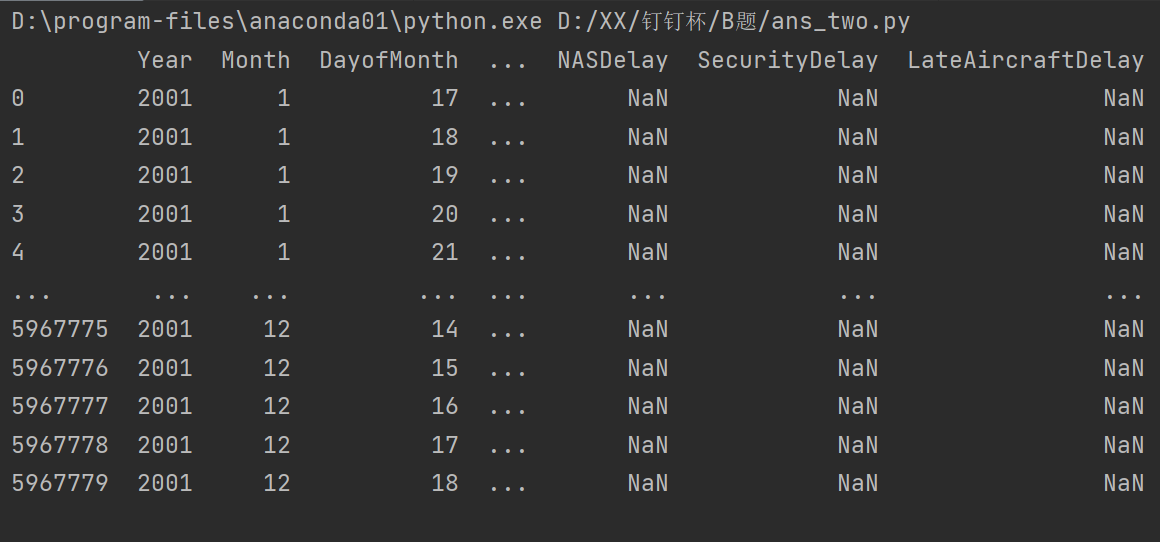 D:\program-files\anaconda01\python.exe D:/XX/钉钉杯/B题/ans_two.py
Year Month DayofMonth ... NASDelay SecurityDelay LateAircraftDelay
0 2001 1 17 ... NaN NaN NaN
1 2001 1 18 ... NaN NaN NaN
2 2001 1 19 ... NaN NaN NaN
3 2001 1 20 ... NaN NaN NaN
4 2001 1 21 ... NaN NaN NaN
... ... ... ... ... ... ... ...
5967775 2001 12 14 ... NaN NaN NaN
5967776 2001 12 15 ... NaN NaN NaN
5967777 2001 12 16 ... NaN NaN NaN
5967778 2001 12 17 ... NaN NaN NaN
5967779 2001 12 18 ... NaN NaN NaN